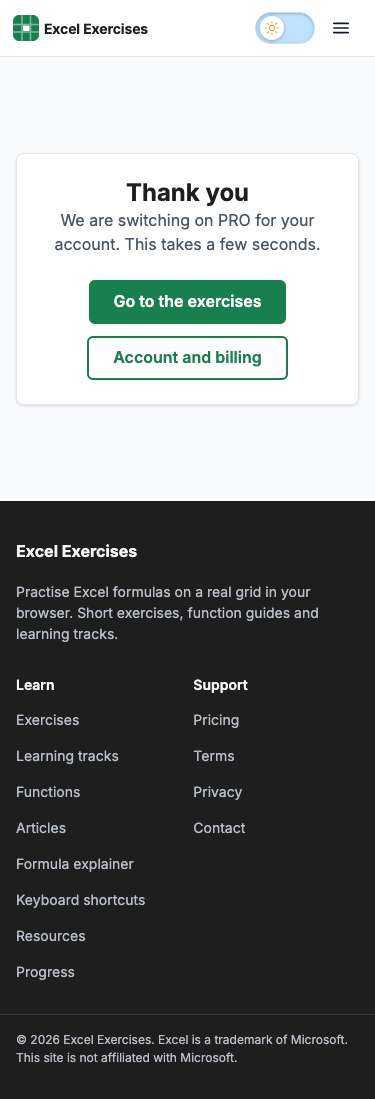 Excel Exercises
Thank you
We are switching on PRO for your
account. This takes a few seconds.
Go to the exercises
Account and billing
Excel Exercises
Practise Excel formulas on a real grid in your
browser. Short exercises, function guides and
learning tracks.
Learn
Exercises
Learning tracks
Functions
Articles
Formula explainer
Keyboard shortcuts
Resources
Progress
Support
Pricing
Terms
Privacy
Contact
© 2026 Excel Exercises. Excel is a trademark of Microsoft.
This site is not affiliated with Microsoft.